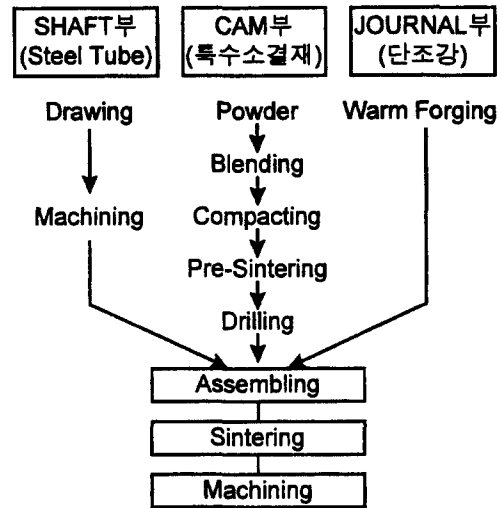 SHAFT부
(Steel Tube)
CAM부
(특수소결재)
JOURNAL부
(단조강)
Drawing
Machining
Powder
Blending
Compacting
Pre-Sintering
Drilling
Warm Forging
Assembling
Sintering
Machining